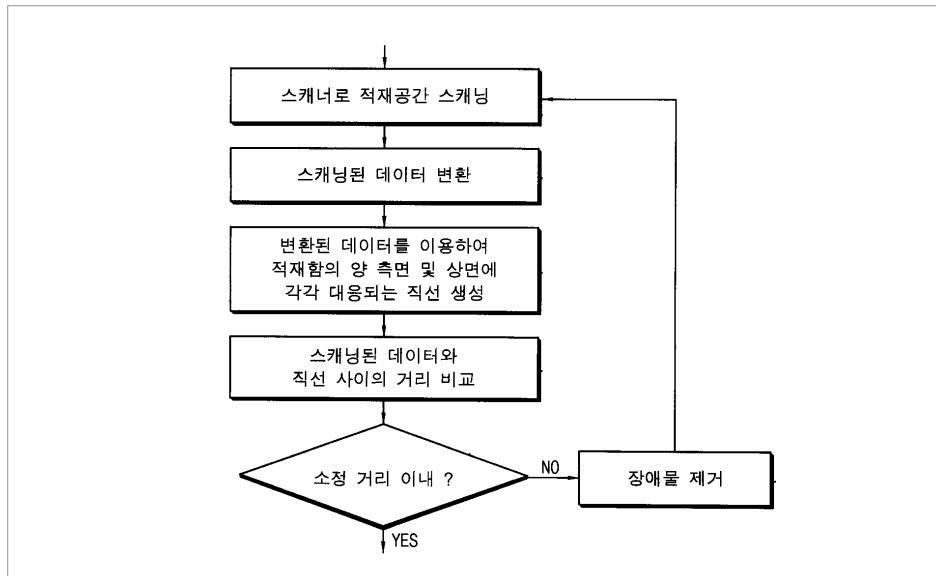 스캐너로 적재공간 스캐닝
스캐닝된 데이터 변환
변환된 데이터를 이용하여
적재함의 양 측면 및 상면에
각각 대응되는 직선 생성
스캐닝된 데이터와
직선 사이의 거리 비교
소정 거리 이내 ?
NO
장애물 제거
YES